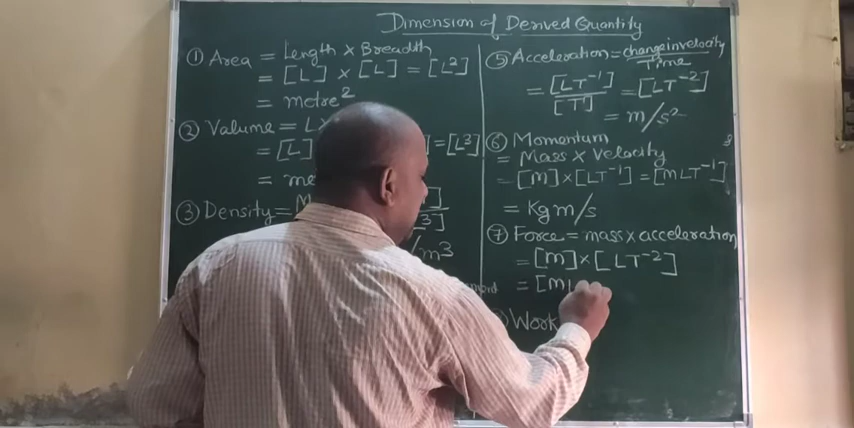 Dimension of Derived Quantity
① Area = Length × Breadth
= [L] × [L] = [L²]
= metre²
② Valume = L
= [L] ] = [L³]
= me
③ Density = M ]
³]
/m³
⑤ Acceleration = change in velocity
Time
= [LT⁻¹] = [LT⁻²]
[T]
= m/s²
⑥ Momentum
= Mass × velocity
= [M] × [LT⁻¹] = [MLT⁻¹]
= Kg m/s
⑦ Force = mass × acceleration
= [M] × [LT⁻²]
= [ML
) Work